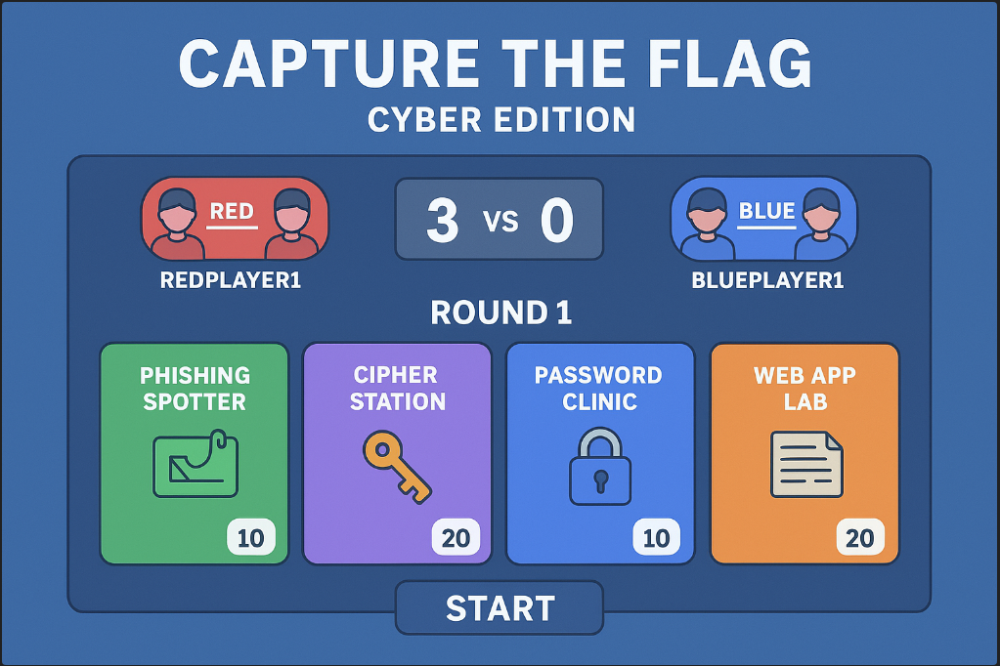 CAPTURE THE FLAG
CYBER EDITION
RED
3 VS 0
BLUE
REDPLAYER1
BLUEPLAYER1
ROUND 1
PHISHING
SPOTTER
10
CIPHER
STATION
20
PASSWORD
CLINIC
10
WEB APP
LAB
20
START